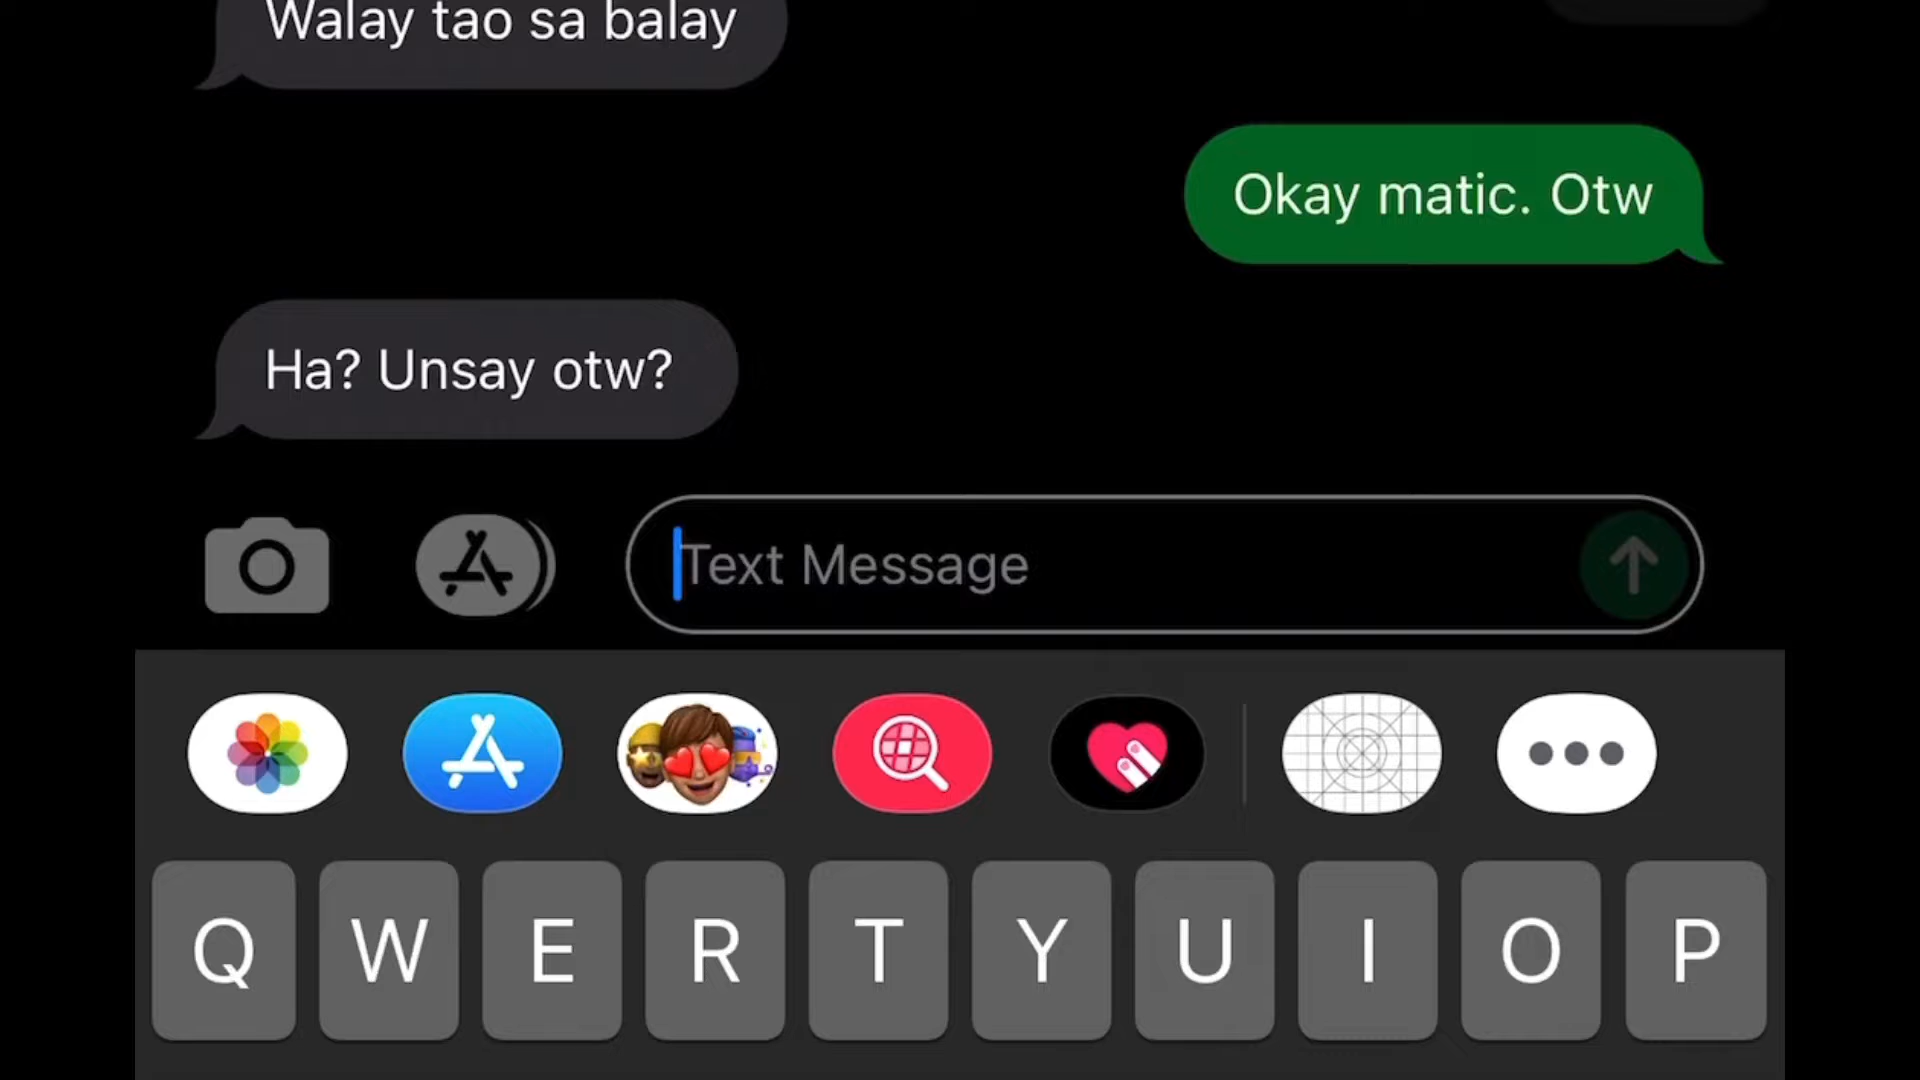 Walay tao sa balay
Okay matic. Otw
Ha? Unsay otw?
Text Message
Q W E R T Y U I O P